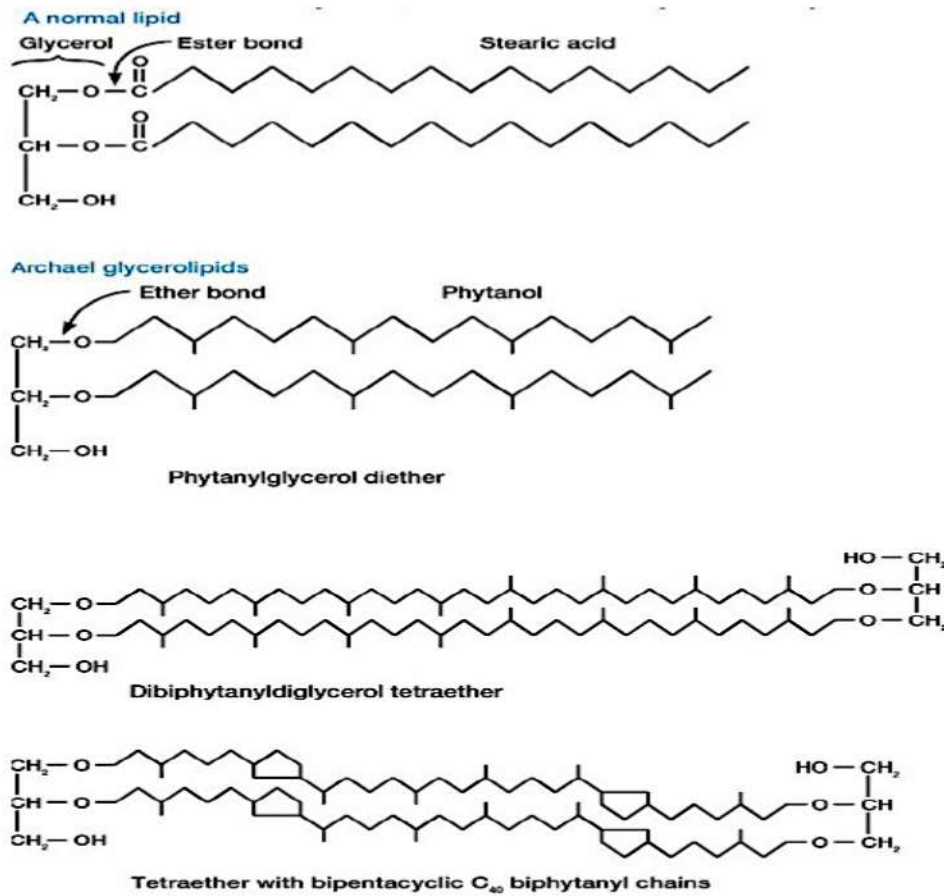 A normal lipid
Glycerol Ester bond Stearic acid
O
CH₂—O—C
O
CH—O—C
CH₂—OH
Archael glycerolipids
Ether bond Phytanol
CH₂—O
CH₂—O
CH₂—OH
Phytanylglycerol diether
HO—CH₂
CH₂—O O—CH
CH—O O—CH₂
CH₂—OH
Dibiphytanyldiglycerol tetraether
CH₂—O HO—CH₂
CH—O O—CH
CH₂—OH O—CH₂
Tetraether with bipentacyclic C₄₀ biphytanyl chains